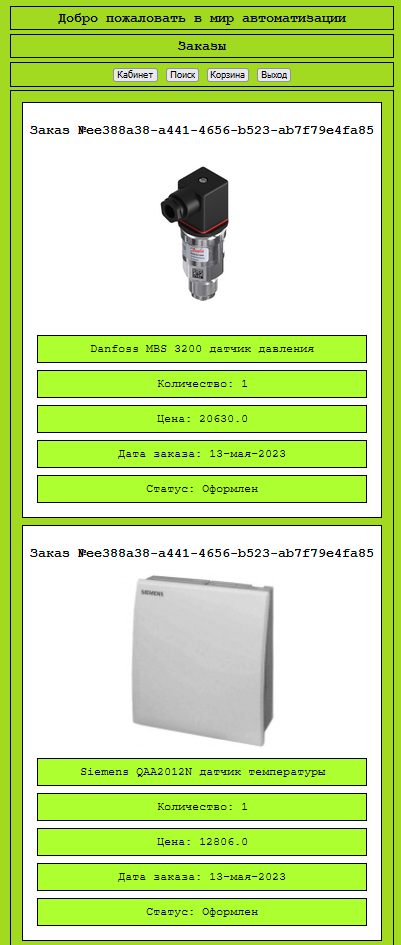 Добро пожаловать в мир автоматизации
Заказы
Кабинет Поиск Корзина Выход
Заказ №ee388a38-a441-4656-b523-ab7f79e4fa85
Danfoss
Danfoss MBS 3200 датчик давления
Количество: 1
Цена: 20630.0
Дата заказа: 13-мая-2023
Статус: Оформлен
Заказ №ee388a38-a441-4656-b523-ab7f79e4fa85
SIEMENS
Siemens QAA2012N датчик температуры
Количество: 1
Цена: 12806.0
Дата заказа: 13-мая-2023
Статус: Оформлен